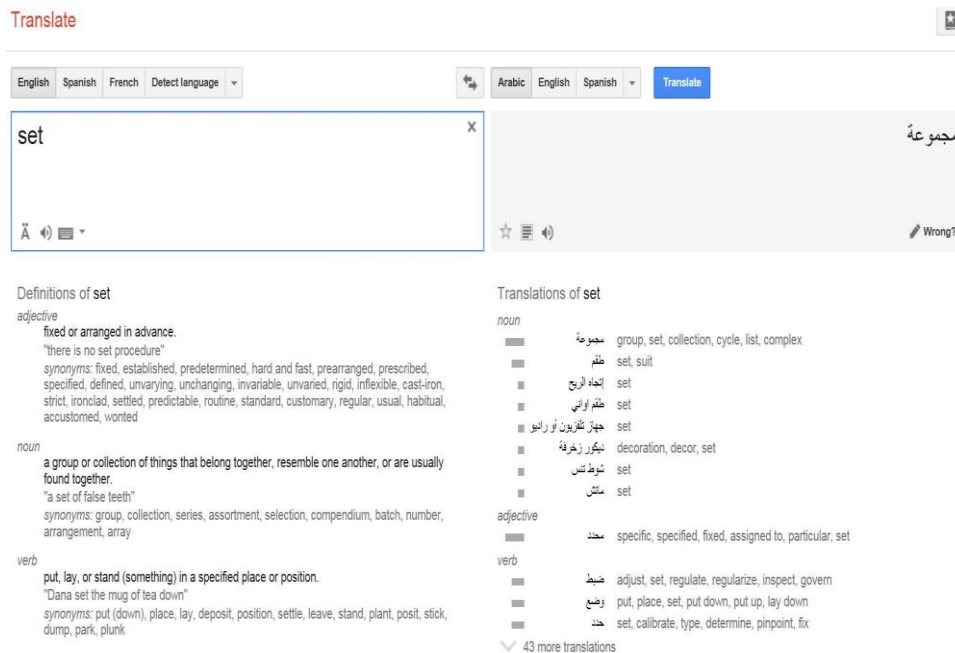 Translate
English Spanish French Detect language
Arabic English Spanish Translate
set
مجموعة
Ä
Wrong?
Definitions of set
adjective
fixed or arranged in advance.
"there is no set procedure"
synonyms: fixed, established, predetermined, hard and fast, prearranged, prescribed,
specified, defined, unvarying, unchanging, invariable, unvaried, rigid, inflexible, cast-iron,
strict, ironclad, settled, predictable, routine, standard, customary, regular, usual, habitual,
accustomed, wonted
noun
a group or collection of things that belong together, resemble one another, or are usually
found together.
"a set of false teeth"
synonyms: group, collection, series, assortment, selection, compendium, batch, number,
arrangement, array
verb
put, lay, or stand (something) in a specified place or position.
"Dana set the mug of tea down"
synonyms: put (down), place, lay, deposit, position, settle, leave, stand, plant, posit, stick,
dump, park, plunk
Translations of set
noun
مجموعة group, set, collection, cycle, list, complex
طقم set, suit
إتجاه الريح set
طقم اواني set
جهاز تلفزيون أو راديو set
ديكور زخرفة decoration, decor, set
شوط تنس set
ماتش set
adjective
محدد specific, specified, fixed, assigned to, particular, set
verb
ضبط adjust, set, regulate, regularize, inspect, govern
وضع put, place, set, put down, put up, lay down
حدد set, calibrate, type, determine, pinpoint, fix
43 more translations